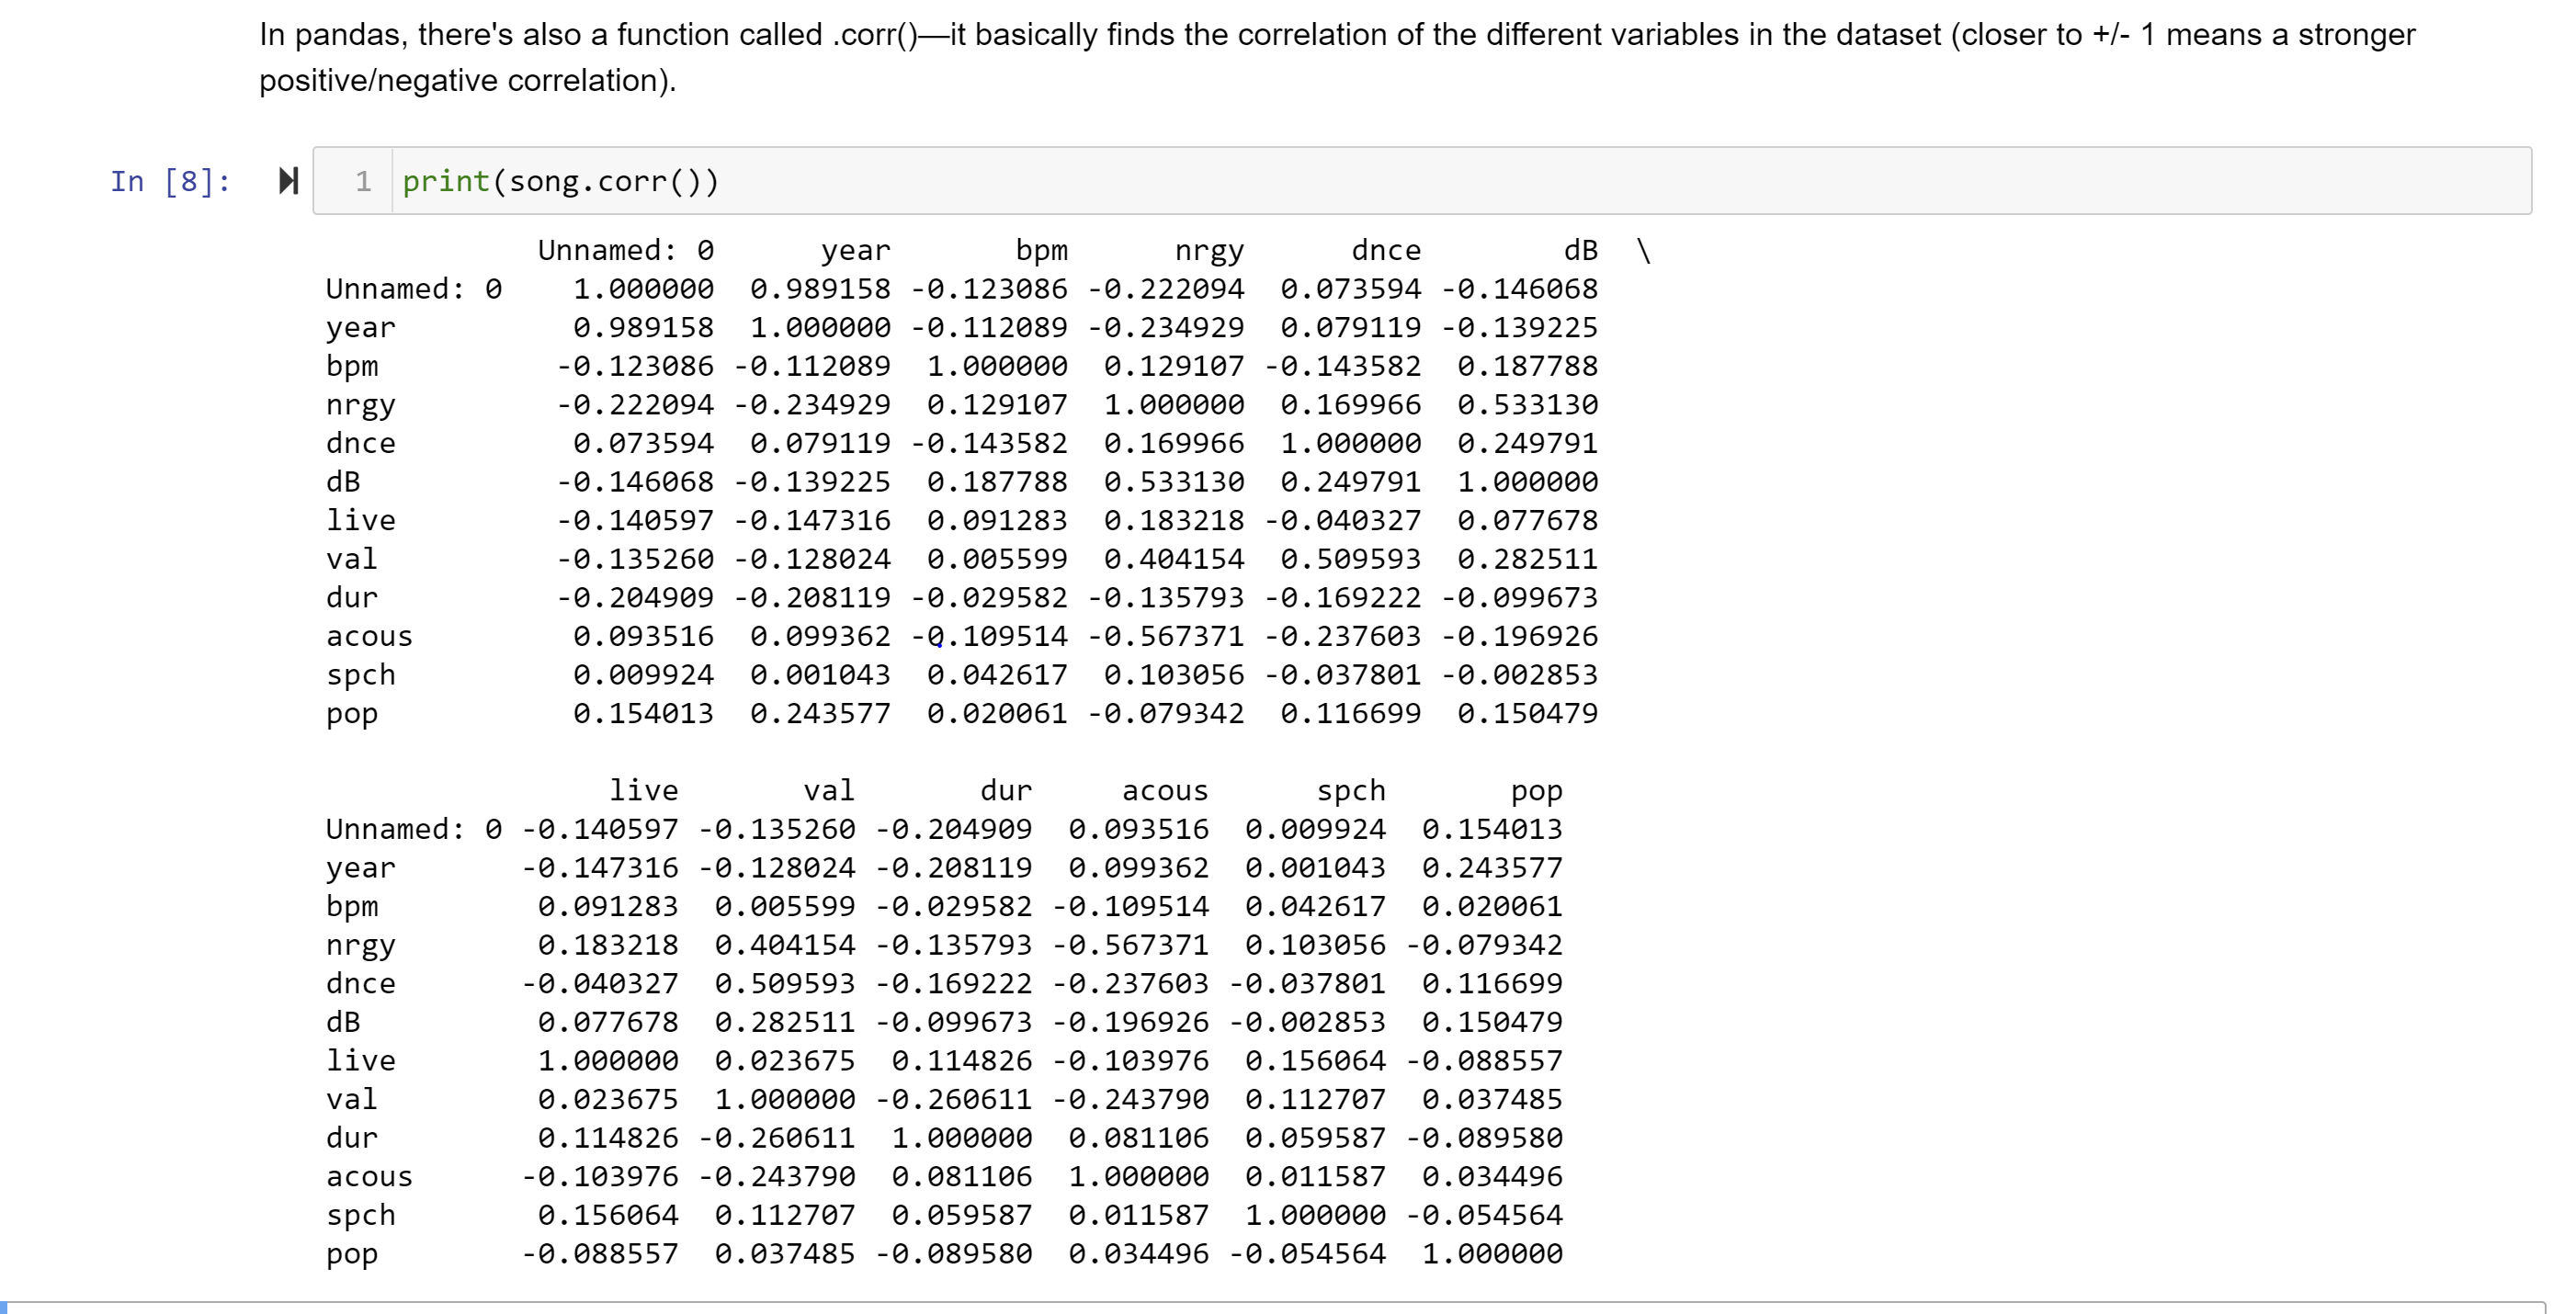 In pandas, there's also a function called .corr()—it basically finds the correlation of the different variables in the dataset (closer to +/- 1 means a stronger
positive/negative correlation).
In [8]: 1 print(song.corr())
Unnamed: 0 year bpm nrgy dnce dB \
Unnamed: 0 1.000000 0.989158 -0.123086 -0.222094 0.073594 -0.146068
year 0.989158 1.000000 -0.112089 -0.234929 0.079119 -0.139225
bpm -0.123086 -0.112089 1.000000 0.129107 -0.143582 0.187788
nrgy -0.222094 -0.234929 0.129107 1.000000 0.169966 0.533130
dnce 0.073594 0.079119 -0.143582 0.169966 1.000000 0.249791
dB -0.146068 -0.139225 0.187788 0.533130 0.249791 1.000000
live -0.140597 -0.147316 0.091283 0.183218 -0.040327 0.077678
val -0.135260 -0.128024 0.005599 0.404154 0.509593 0.282511
dur -0.204909 -0.208119 -0.029582 -0.135793 -0.169222 -0.099673
acous 0.093516 0.099362 -0.109514 -0.567371 -0.237603 -0.196926
spch 0.009924 0.001043 0.042617 0.103056 -0.037801 -0.002853
pop 0.154013 0.243577 0.020061 -0.079342 0.116699 0.150479
live val dur acous spch pop
Unnamed: 0 -0.140597 -0.135260 -0.204909 0.093516 0.009924 0.154013
year -0.147316 -0.128024 -0.208119 0.099362 0.001043 0.243577
bpm 0.091283 0.005599 -0.029582 -0.109514 0.042617 0.020061
nrgy 0.183218 0.404154 -0.135793 -0.567371 0.103056 -0.079342
dnce -0.040327 0.509593 -0.169222 -0.237603 -0.037801 0.116699
dB 0.077678 0.282511 -0.099673 -0.196926 -0.002853 0.150479
live 1.000000 0.023675 0.114826 -0.103976 0.156064 -0.088557
val 0.023675 1.000000 -0.260611 -0.243790 0.112707 0.037485
dur 0.114826 -0.260611 1.000000 0.081106 0.059587 -0.089580
acous -0.103976 -0.243790 0.081106 1.000000 0.011587 0.034496
spch 0.156064 0.112707 0.059587 0.011587 1.000000 -0.054564
pop -0.088557 0.037485 -0.089580 0.034496 -0.054564 1.000000